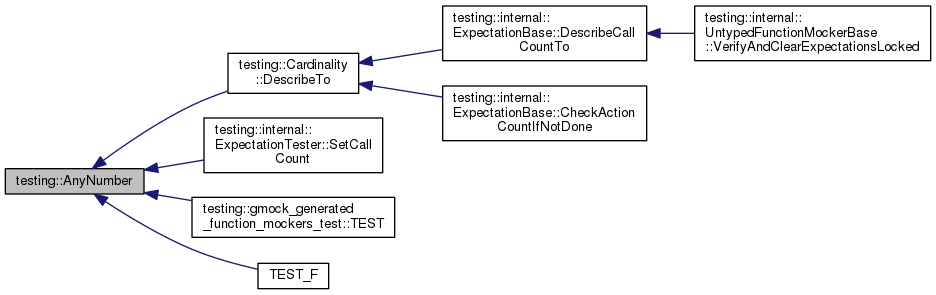 testing::internal::
ExpectationBase::DescribeCall
CountTo
testing::internal::
UntypedFunctionMockerBase
::VerifyAndClearExpectationsLocked
testing::Cardinality
::DescribeTo
testing::internal::
ExpectationBase::CheckAction
CountIfNotDone
testing::internal::
ExpectationTester::SetCall
Count
testing::AnyNumber
testing::gmock_generated
_function_mockers_test::TEST
TEST_F